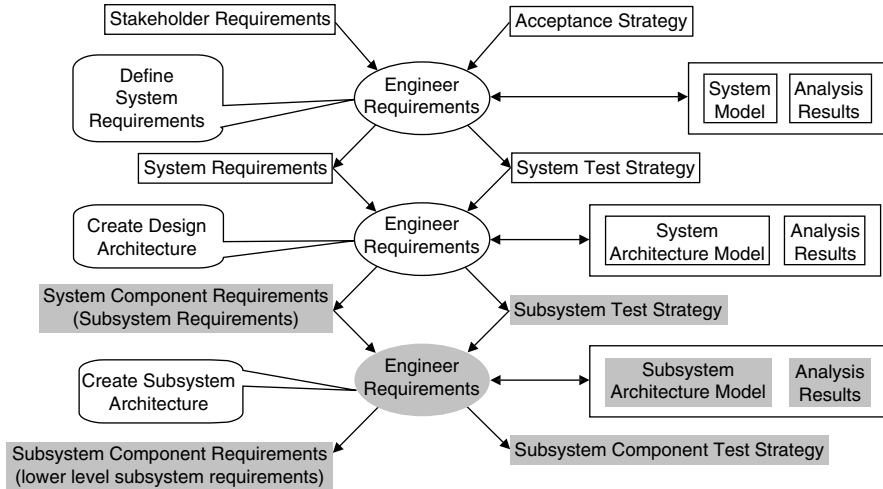 Stakeholder Requirements
Acceptance Strategy
Define
System
Requirements
Engineer
Requirements
System
Model
Analysis
Results
System Requirements
System Test Strategy
Create Design
Architecture
Engineer
Requirements
System
Architecture Model
Analysis
Results
System Component Requirements
(Subsystem Requirements)
Subsystem Test Strategy
Create Subsystem
Architecture
Engineer
Requirements
Subsystem
Architecture Model
Analysis
Results
Subsystem Component Requirements
(lower level subsystem requirements)
Subsystem Component Test Strategy